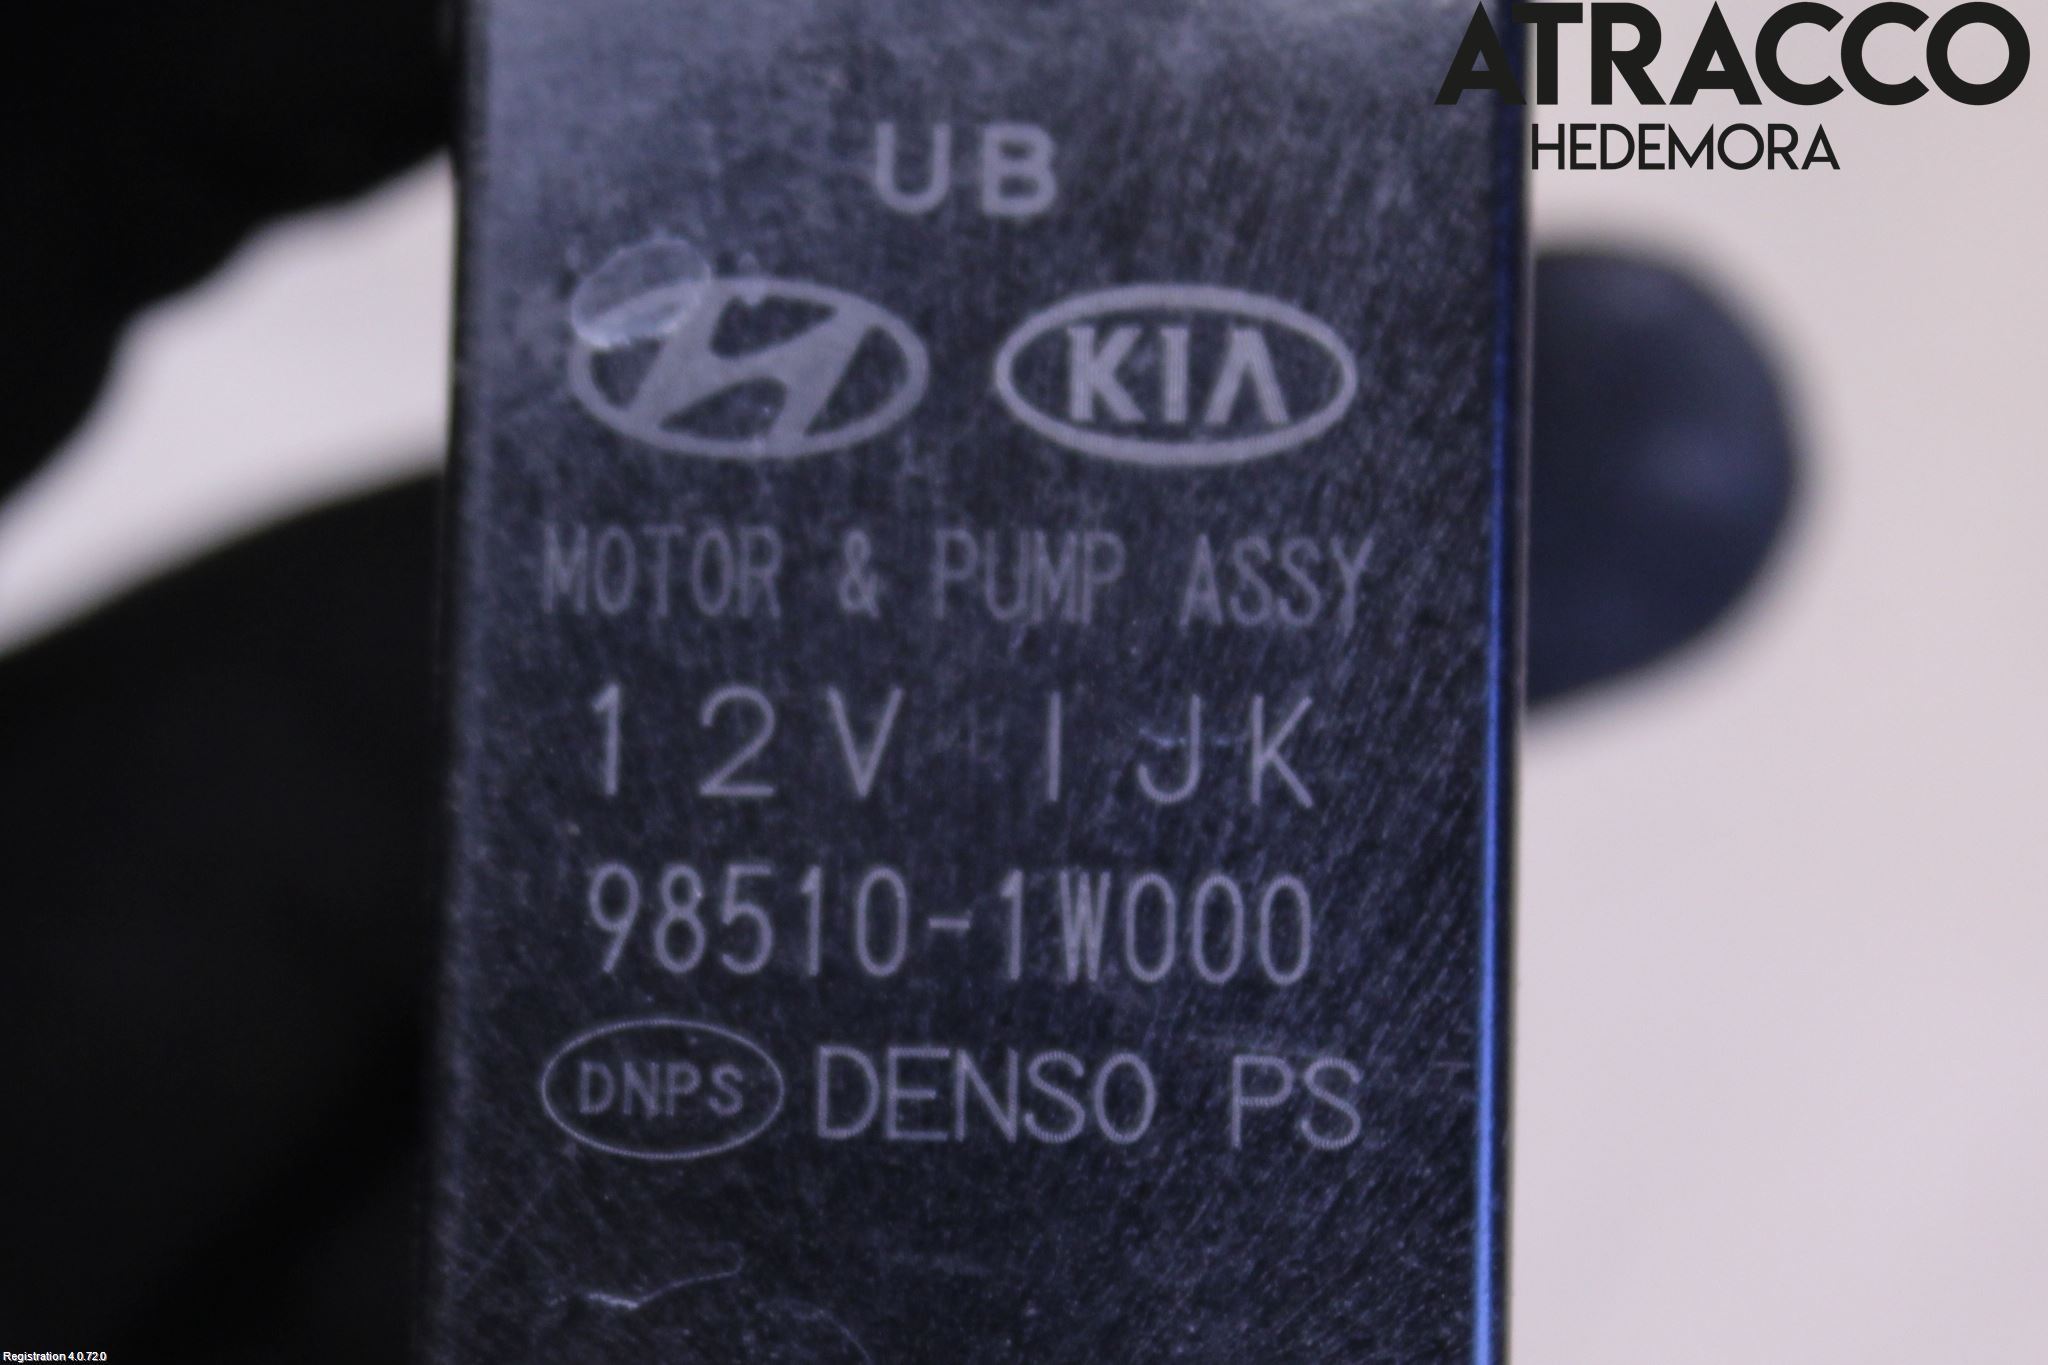 ATRACCO
HEDEMORA
UB
KIA
MOTOR & PUMP ASSY
12V IJK
98510-1W000
DNPS DENSO PS
Registration 4.0.72.0